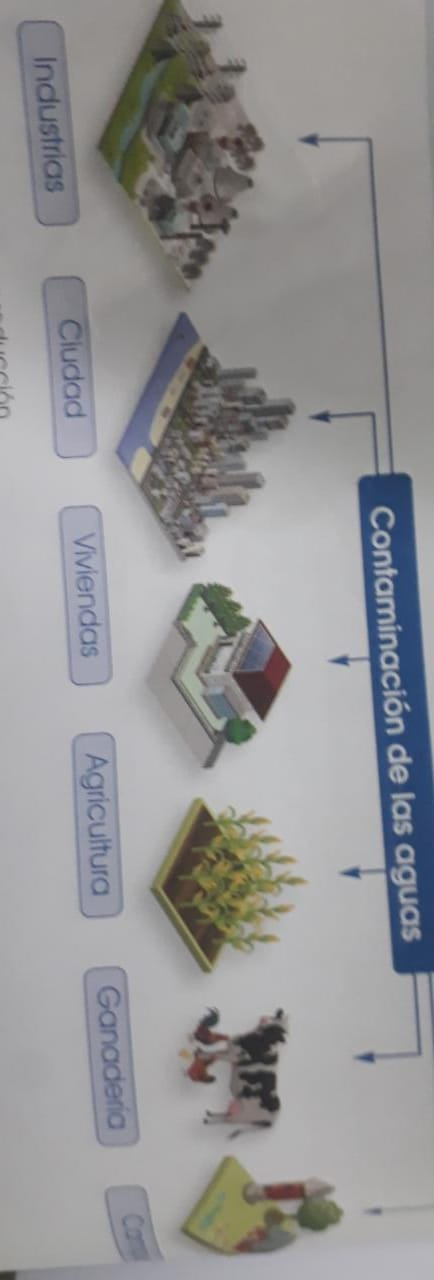 Contaminación de las aguas
Industrias
Ciudad
Viviendas
Agricultura
Ganadería